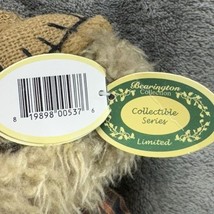 8 19898 00537 6
Bearington
Collection
Collectible
Series
Limited